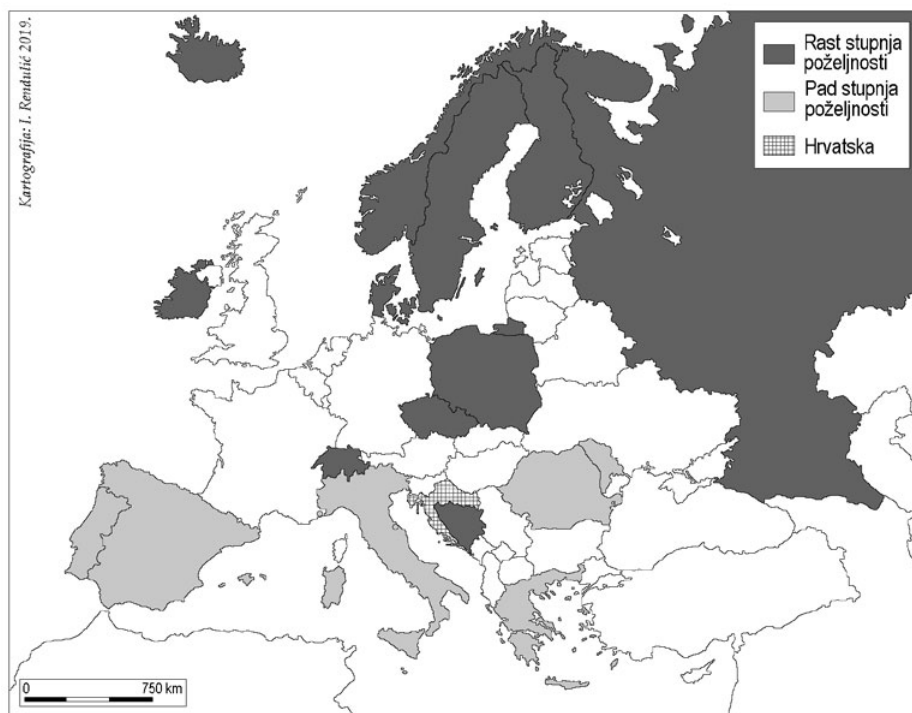 Kartografija: I. Rendulić 2019.
Rast stupnja
poželjnosti
Pad stupnja
poželjnosti
Hrvatska
0 750 km